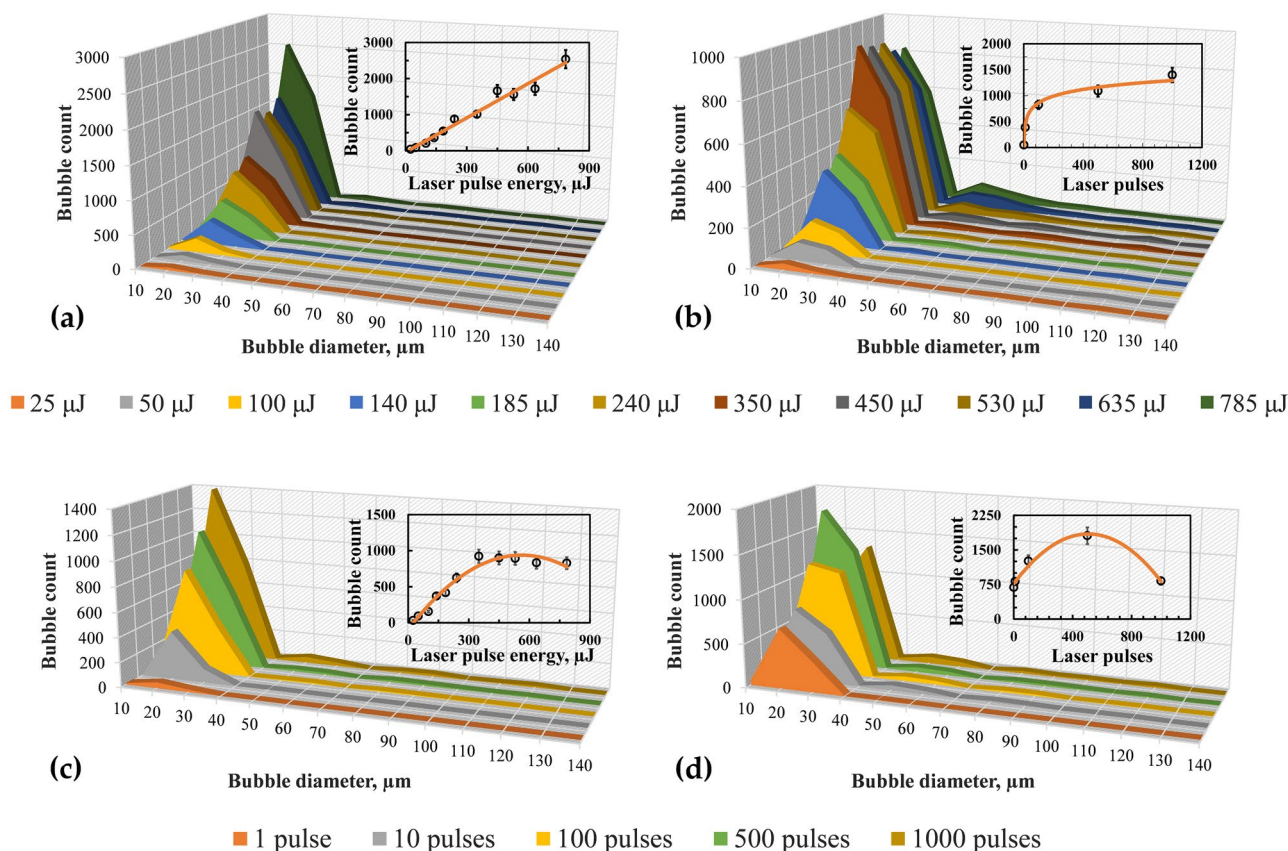 3000
2500
2000
1500
1000
500
0
Bubble count
10 20 30 40 50 60 70 80 90 100 110 120 130 140
Bubble diameter, µm
(a)
3000
2000
1000
0
Bubble count
0 300 600 900
Laser pulse energy, µJ
1000
800
600
400
200
0
Bubble count
10 20 30 40 50 60 70 80 90 100 110 120 130 140
Bubble diameter, µm
(b)
2000
1500
1000
500
0
Bubble count
0 400 800 1200
Laser pulses
25 µJ 50 µJ 100 µJ 140 µJ 185 µJ 240 µJ 350 µJ 450 µJ 530 µJ 635 µJ 785 µJ
1400
1200
1000
800
600
400
200
0
Bubble count
10 20 30 40 50 60 70 80 90 100 110 120 130 140
Bubble diameter, µm
(c)
1500
1000
500
0
Bubble count
0 300 600 900
Laser pulse energy, µJ
2000
1500
1000
500
0
Bubble count
10 20 30 40 50 60 70 80 90 100 110 120 130 140
Bubble diameter, µm
(d)
2250
1500
750
0
Bubble count
0 400 800 1200
Laser pulses
1 pulse 10 pulses 100 pulses 500 pulses 1000 pulses